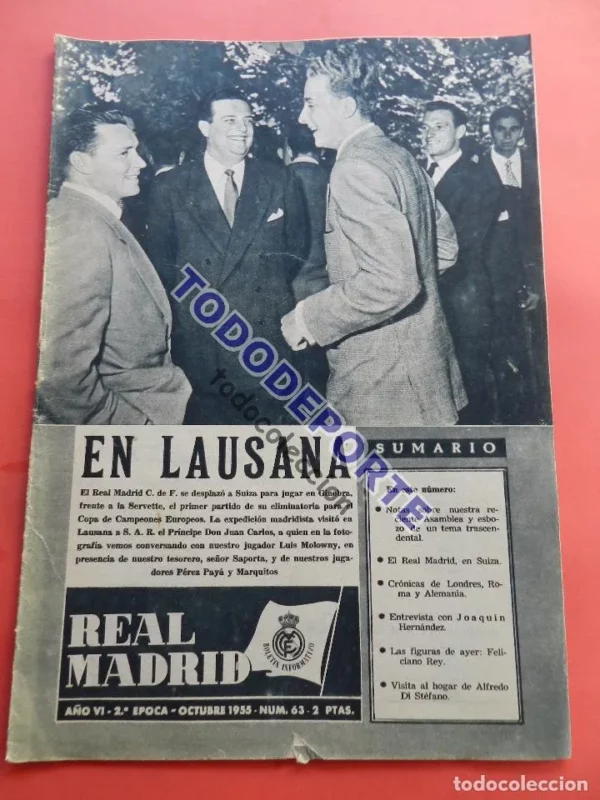 EN LAUSANA
El Real Madrid C. de F. se desplazó a Suiza para jugar en Ginebra,
frente a la Servette, el primer partido de su eliminatoria para la
Copa de Campeones Europeos. La expedición madridista visitó en
Lausana a S. A. R. el Príncipe Don Juan Carlos, a quien en la foto-
grafía vemos conversando con nuestro jugador Luis Molowny, en
presencia de nuestro tesorero, señor Saporta, y de nuestros juga-
dores Pérez Payá y Marquitos
REAL
MADRID
BOLETIN INFORMATIVO
AÑO VI - 2.ª EPOCA - OCTUBRE 1955 - NUM. 63 - 2 PTAS.
SUMARIO
En este número:
Notas sobre nuestra re-
ciente Asamblea y esbo-
zo de un tema trascen-
dental.
El Real Madrid, en Suiza.
Crónicas de Londres, Ro-
ma y Alemania.
Entrevista con Joaquín
Hernández.
Las figuras de ayer: Feli-
ciano Rey.
Visita al hogar de Alfredo
Di Stéfano.
TODODEPORTE
todocoleccion
todocoleccion